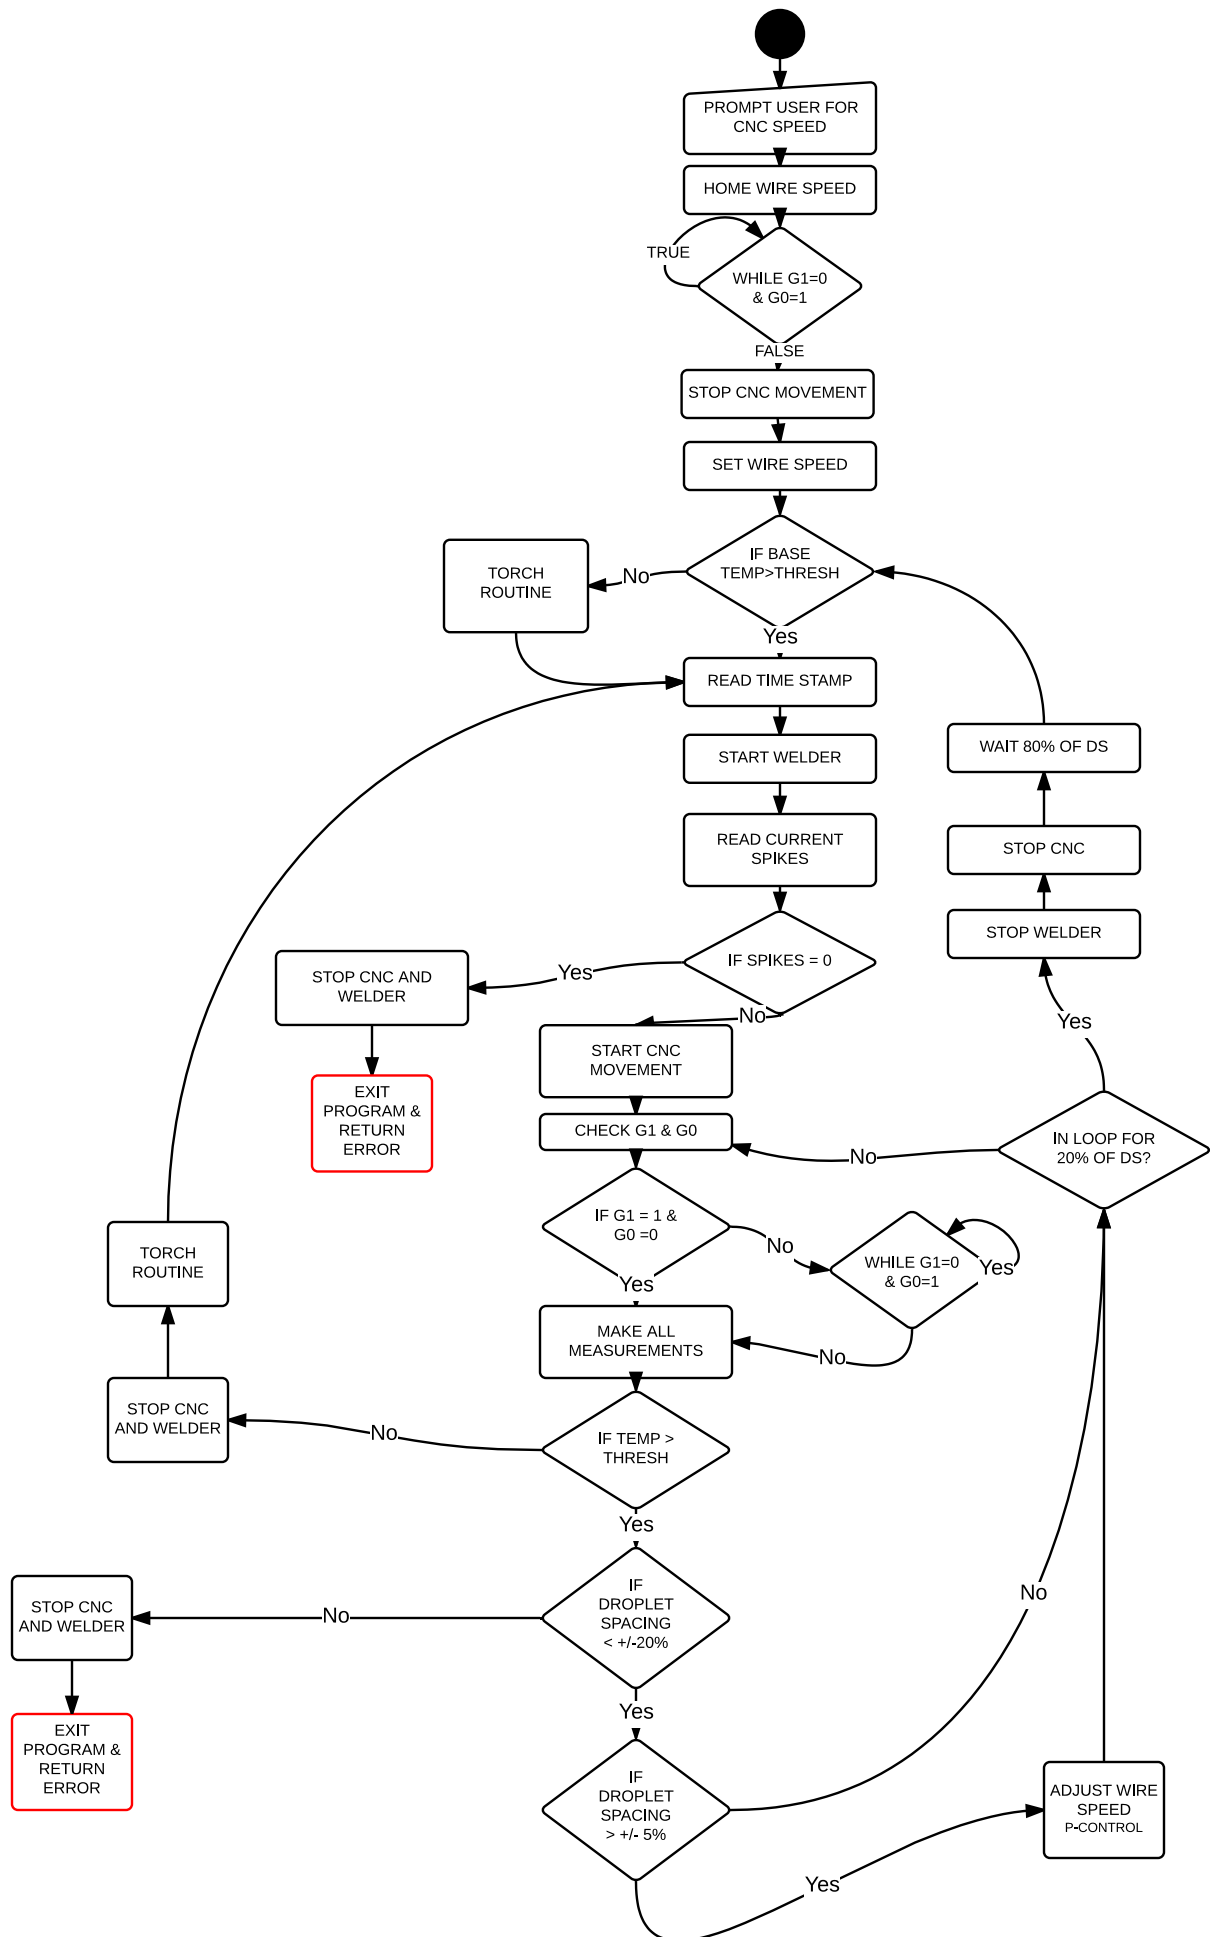 PROMPT USER FOR
CNC SPEED
HOME WIRE SPEED
TRUE
WHILE G1=0
& G0=1
FALSE
STOP CNC MOVEMENT
SET WIRE SPEED
IF BASE
TEMP>THRESH
No
TORCH
ROUTINE
Yes
READ TIME STAMP
START WELDER
WAIT 80% OF DS
READ CURRENT
SPIKES
STOP CNC
STOP WELDER
IF SPIKES = 0
Yes
STOP CNC AND
WELDER
No
Yes
START CNC
MOVEMENT
EXIT
PROGRAM &
RETURN
ERROR
CHECK G1 & G0
IN LOOP FOR
20% OF DS?
No
IF G1 = 1 &
G0 =0
No
WHILE G1=0
& G0=1
Yes
TORCH
ROUTINE
Yes
MAKE ALL
MEASUREMENTS
No
STOP CNC
AND WELDER
No
IF TEMP >
THRESH
Yes
IF
DROPLET
SPACING
< +/-20%
No
No
STOP CNC
AND WELDER
Yes
EXIT
PROGRAM &
RETURN
ERROR
IF
DROPLET
SPACING
> +/- 5%
ADJUST WIRE
SPEED
P-CONTROL
Yes